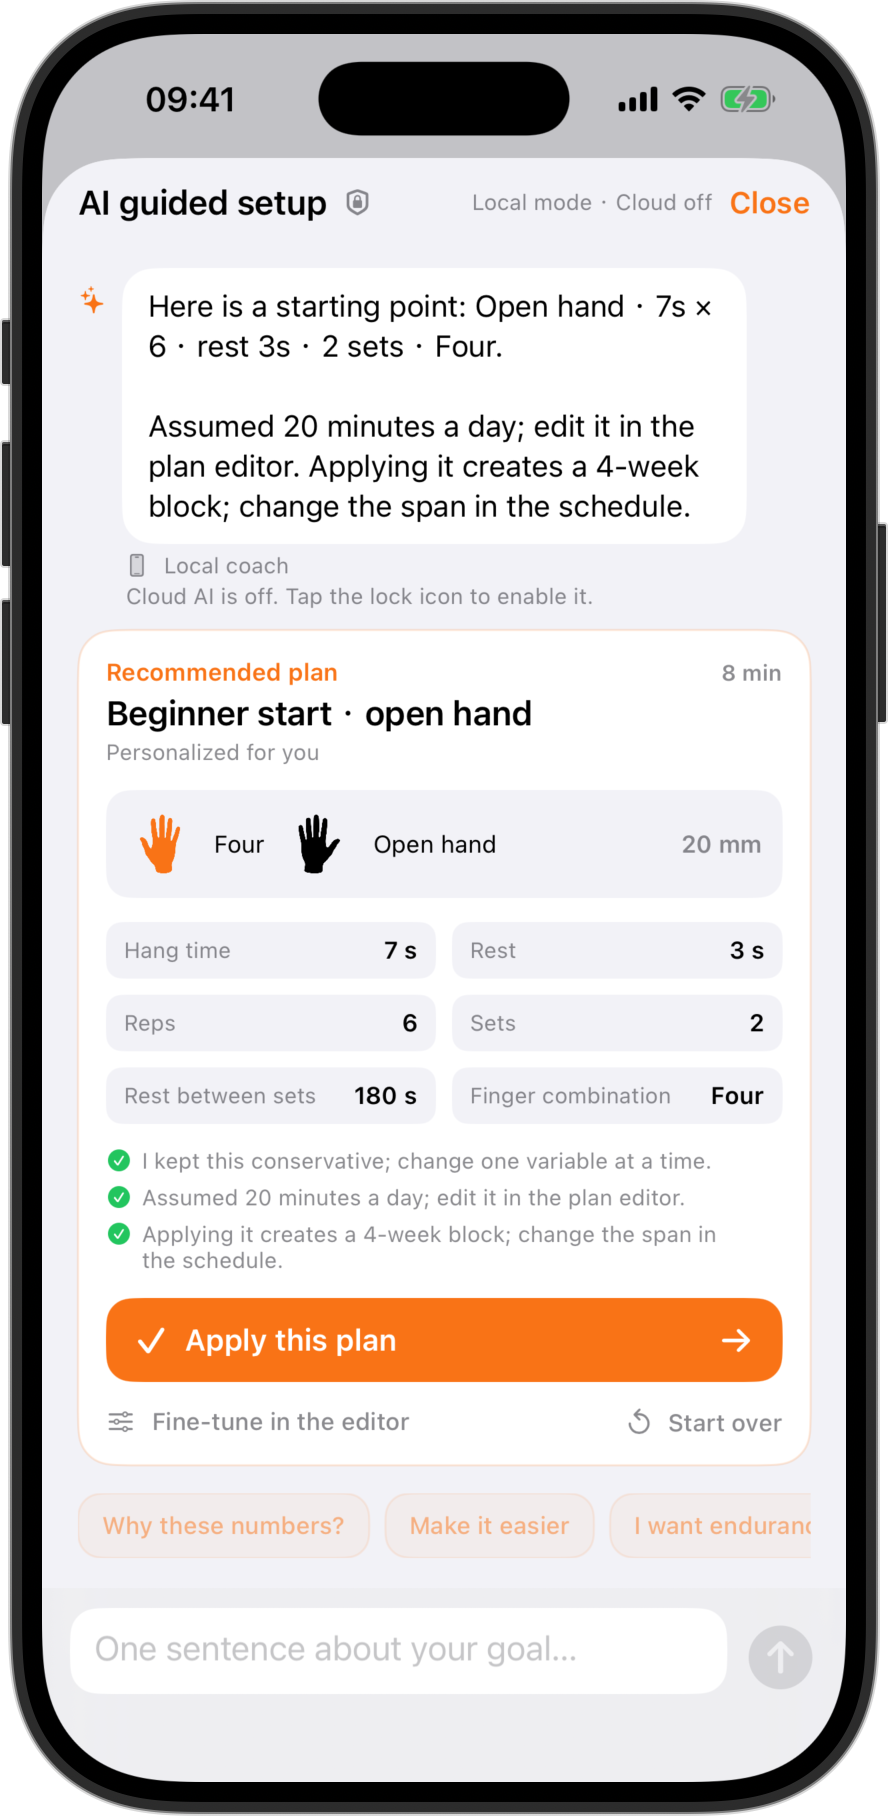 09:41
AI guided setup
Local mode · Cloud off
Close
Here is a starting point: Open hand · 7s ×
6 · rest 3s · 2 sets · Four.
Assumed 20 minutes a day; edit it in the
plan editor. Applying it creates a 4-week
block; change the span in the schedule.
Local coach
Cloud AI is off. Tap the lock icon to enable it.
Recommended plan
8 min
Beginner start · open hand
Personalized for you
Four
Open hand
20 mm
Hang time
7 s
Rest
3 s
Reps
6
Sets
2
Rest between sets
180 s
Finger combination
Four
I kept this conservative; change one variable at a time.
Assumed 20 minutes a day; edit it in the plan editor.
Applying it creates a 4-week block; change the span in
the schedule.
Apply this plan
Fine-tune in the editor
Start over
Why these numbers?
Make it easier
I want enduranc
One sentence about your goal...